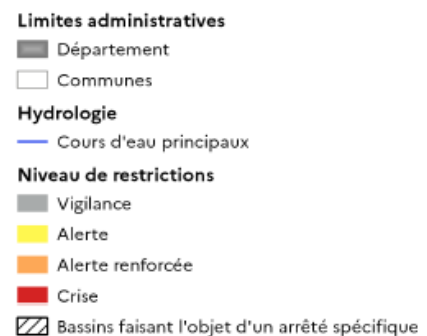 Limites administratives
Département
Communes
Hydrologie
Cours d'eau principaux
Niveau de restrictions
Vigilance
Alerte
Alerte renforcée
Crise
Bassins faisant l'objet d'un arrêté spécifique